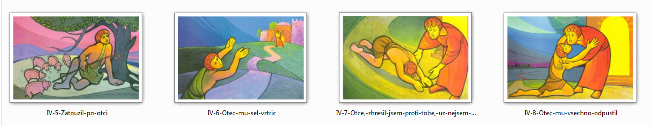 IV-5-Zatouzil-po-otci
IV-6-Otec-mu-sel-vstric
IV-7-Otce,-zhresil-jsem-proti-tobe,-uz-nejsem-...
IV-8-Otec-mu-vsechno-odpustil